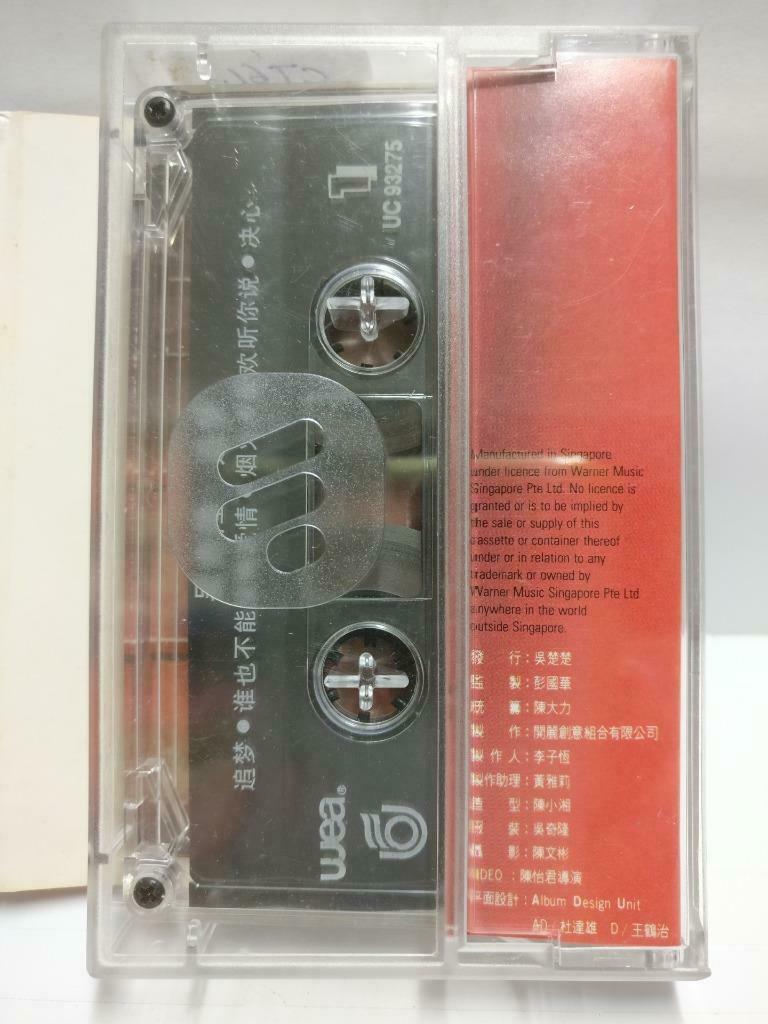 CT61
1
UC 93275
追梦●谁也不能
情●烟
欢听你说●决心
wea®
Manufactured in Singapore
under licence from Warner Music
Singapore Pte Ltd. No licence is
granted or is to be implied by
the sale or supply of this
cassette or container thereof
under or in relation to any
trademark or owned by
Warner Music Singapore Pte Ltd
anywhere in the world
outside Singapore.
發 行：吳楚楚
監 製：彭國華
統 籌：陳大力
製 作：開麗創意組合有限公司
製 作 人：李子恆
製作助理：黃雅莉
造 型：陳小湘
服 裝：吳奇隆
攝 影：陳文彬
VIDEO ：陳怡君導演
平面設計：Album Design Unit
AD／杜達雄 D／王鶴治